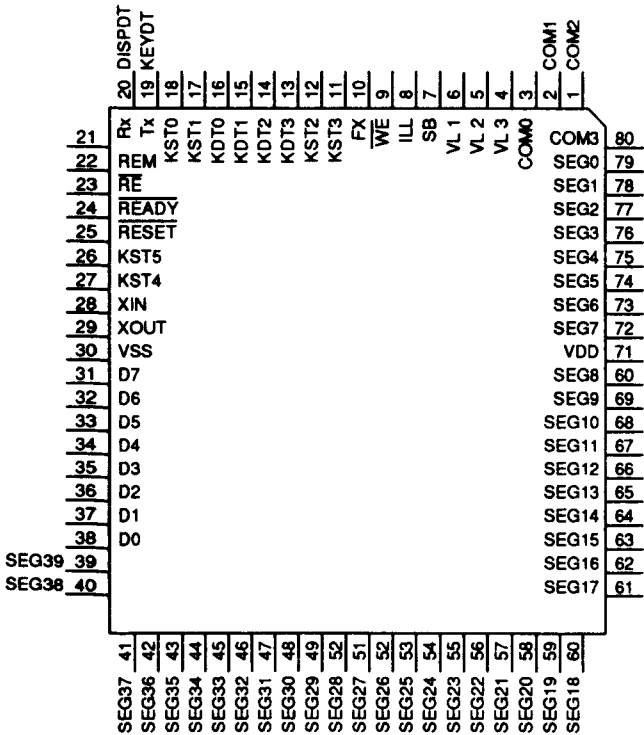 DISPDT
KEYDT
COM1
COM2
20 19 18 17 16 15 14 13 12 11 10 9 8 7 6 5 4 3 2 1
Rx
Tx
KST0
KST1
KDT0
KDT1
KDT2
KDT3
KST2
KST3
FX
WE
ILL
SB
VL 1
VL 2
VL 3
COM0
21
22 REM
23 RE
24 READY
25 RESET
26 KST5
27 KST4
28 XIN
29 XOUT
30 VSS
31 D7
32 D6
33 D5
34 D4
35 D3
36 D2
37 D1
38 D0
SEG39 39
SEG38 40
COM3 80
SEG0 79
SEG1 78
SEG2 77
SEG3 76
SEG4 75
SEG5 74
SEG6 73
SEG7 72
VDD 71
SEG8 60
SEG9 69
SEG10 68
SEG11 67
SEG12 66
SEG13 65
SEG14 64
SEG15 63
SEG16 62
SEG17 61
41 42 43 44 45 46 47 48 49 52 51 52 53 54 55 56 57 58 59 60
SEG37
SEG36
SEG35
SEG34
SEG33
SEG32
SEG31
SEG30
SEG29
SEG28
SEG27
SEG26
SEG25
SEG24
SEG23
SEG22
SEG21
SEG20
SEG19
SEG18